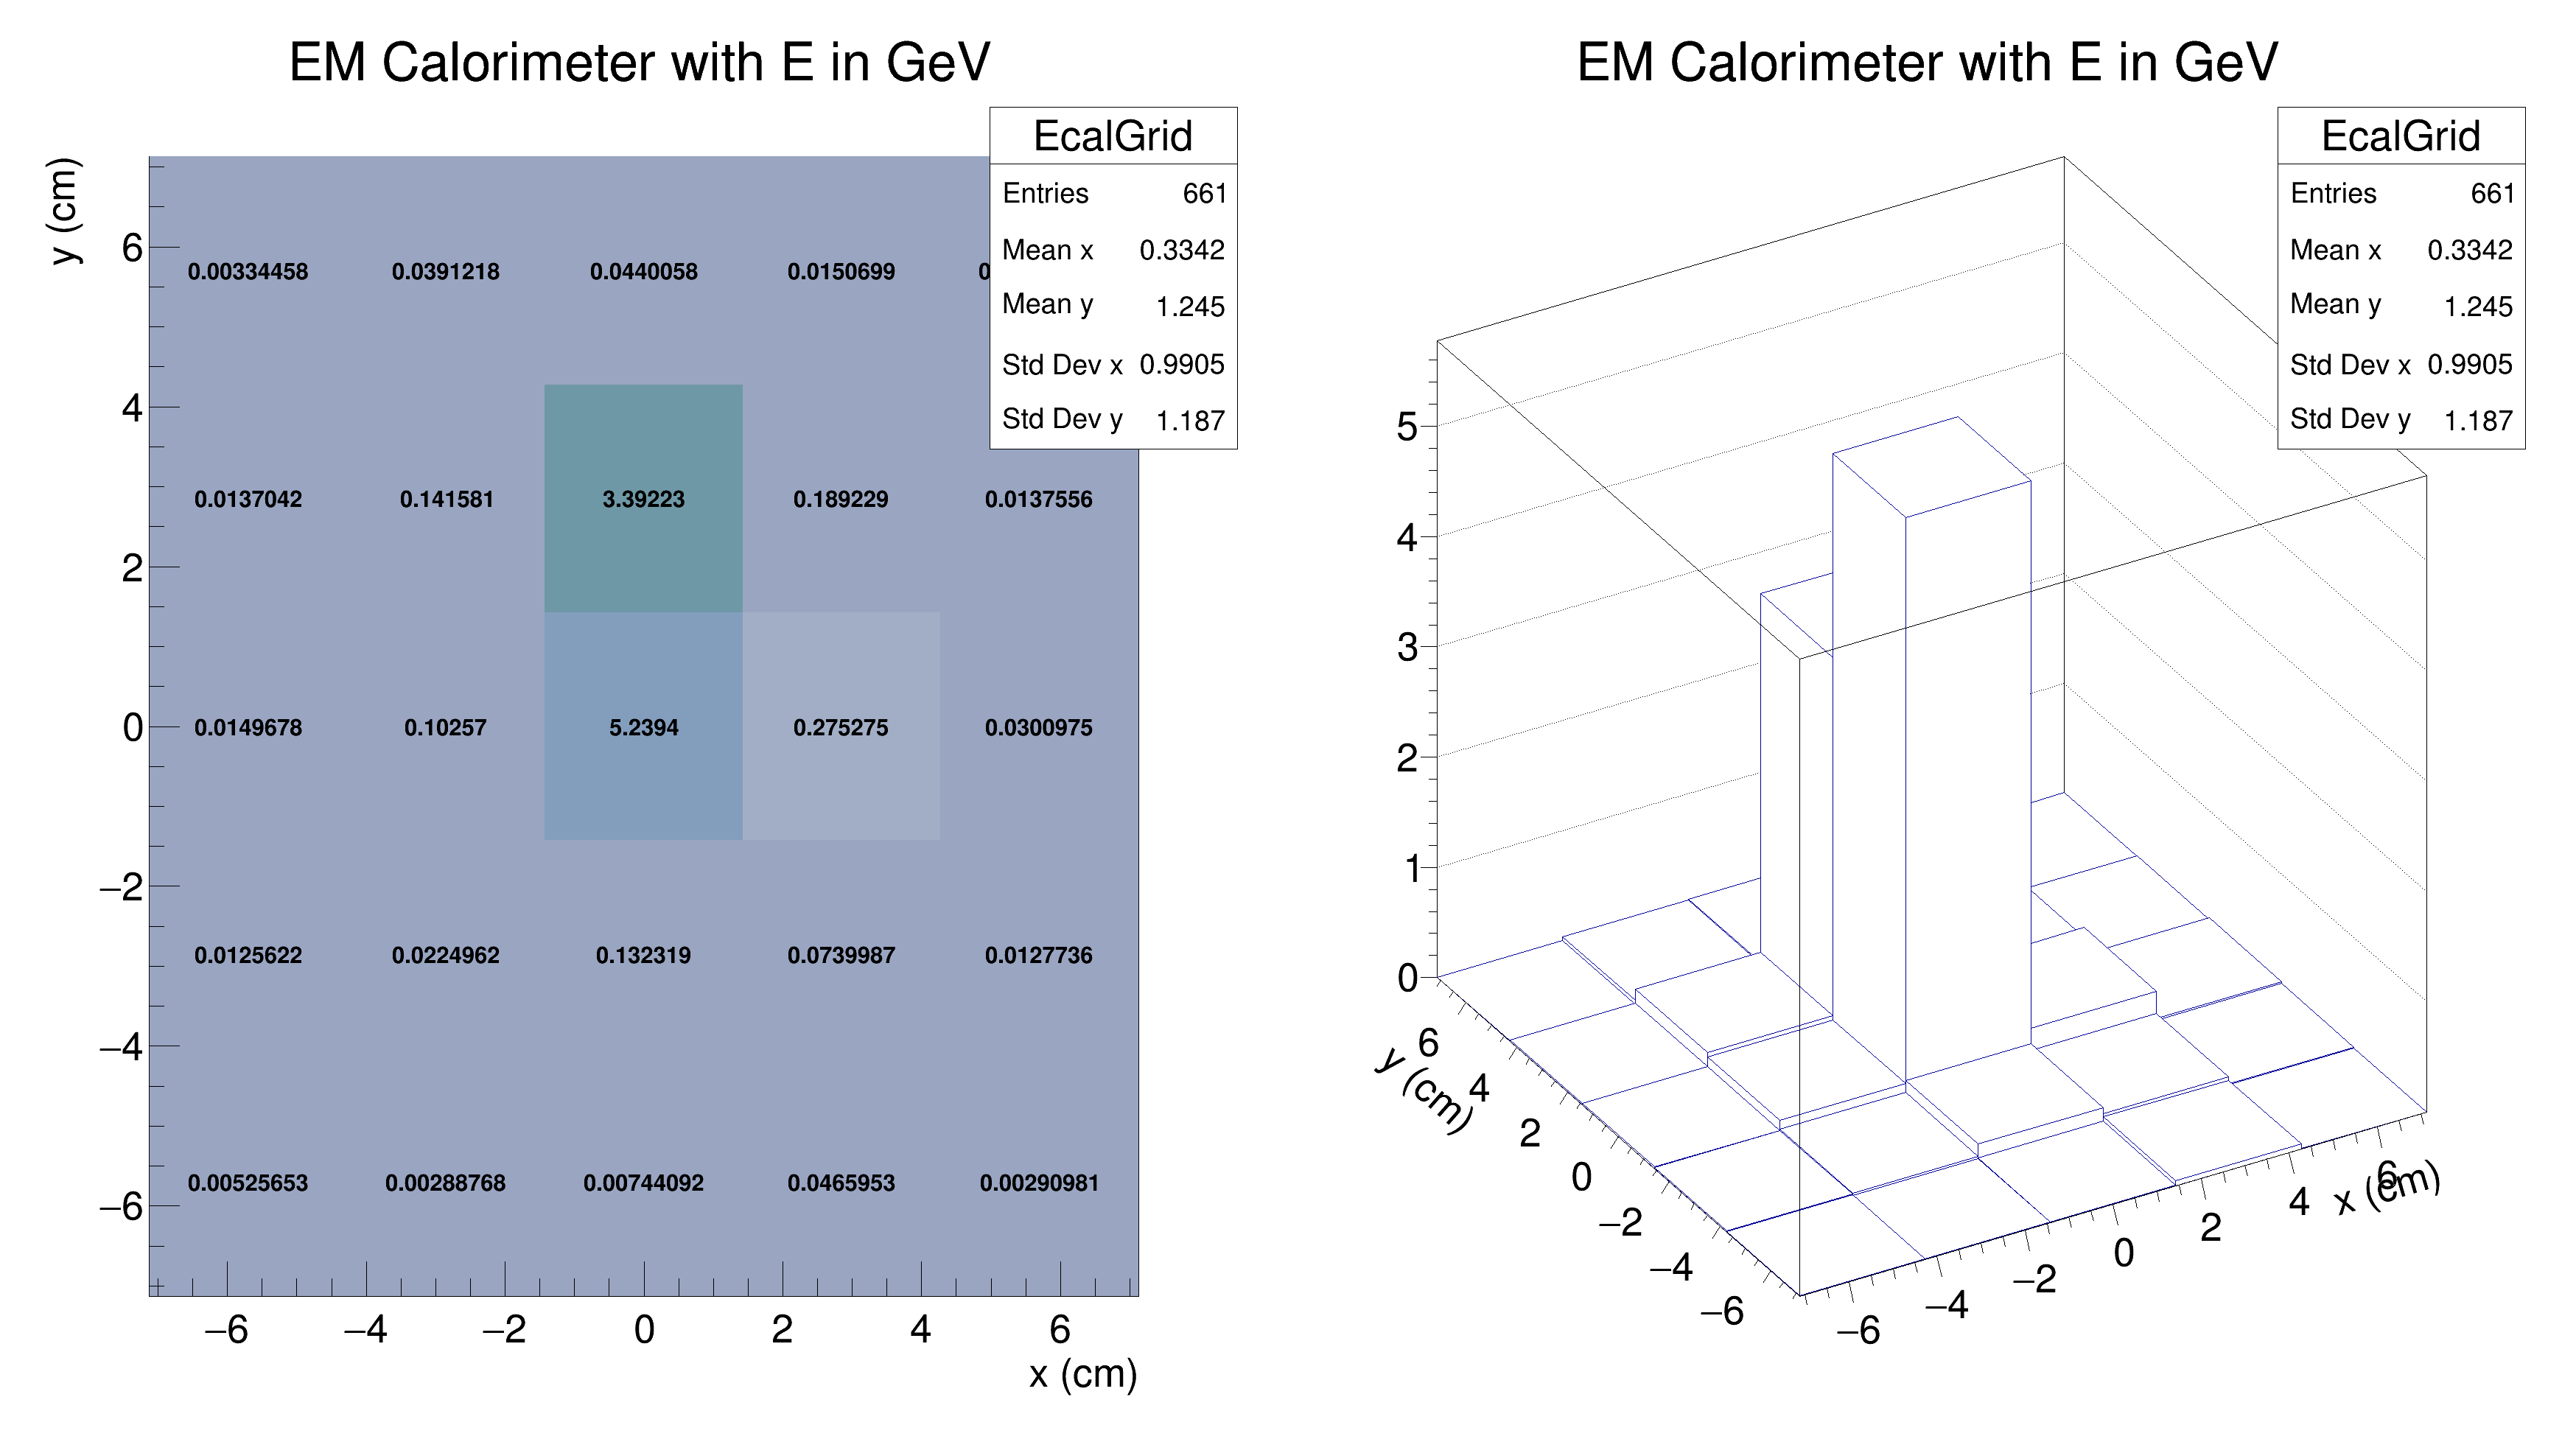 EM Calorimeter with E in GeV
EcalGrid
Entries 661
Mean x 0.3342
Mean y 1.245
Std Dev x 0.9905
Std Dev y 1.187
y (cm)
6
4
2
0
−2
−4
−6
0.00334458 0.0391218 0.0440058 0.0150699
0.0137042 0.141581 3.39223 0.189229 0.0137556
0.0149678 0.10257 5.2394 0.275275 0.0300975
0.0125622 0.0224962 0.132319 0.0739987 0.0127736
0.00525653 0.00288768 0.00744092 0.0465953 0.00290981
−6 −4 −2 0 2 4 6
x (cm)
EM Calorimeter with E in GeV
EcalGrid
Entries 661
Mean x 0.3342
Mean y 1.245
Std Dev x 0.9905
Std Dev y 1.187
5
4
3
2
1
0
6
4
2
0
−2
−4
−6
y (cm)
−6
−4
−2
0
2
4
6
x (cm)